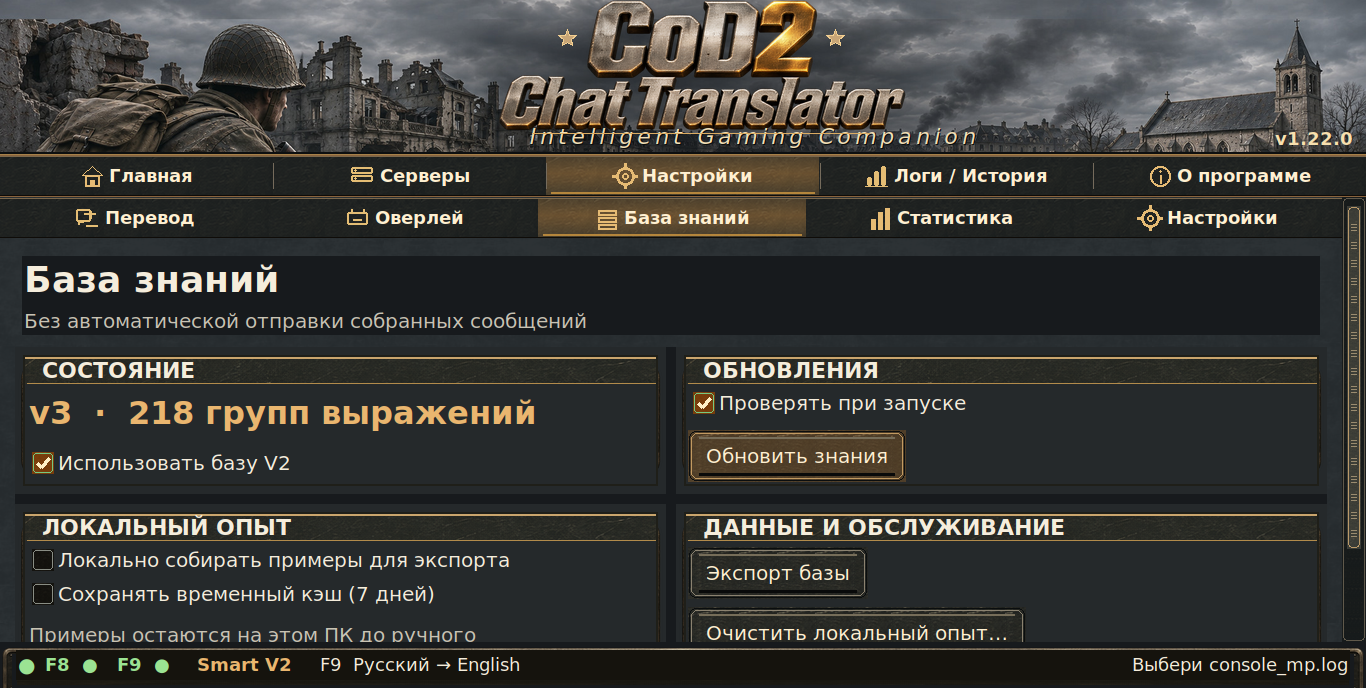 CoD2
Chat Translator
Intelligent Gaming Companion
v1.22.0
Главная
Серверы
Настройки
Логи / История
О программе
Перевод
Оверлей
База знаний
Статистика
Настройки
База знаний
Без автоматической отправки собранных сообщений
СОСТОЯНИЕ
v3 · 218 групп выражений
Использовать базу V2
ОБНОВЛЕНИЯ
Проверять при запуске
Обновить знания
ЛОКАЛЬНЫЙ ОПЫТ
Локально собирать примеры для экспорта
Сохранять временный кэш (7 дней)
Примеры остаются на этом ПК до ручного
ДАННЫЕ И ОБСЛУЖИВАНИЕ
Экспорт базы
Очистить локальный опыт...
F8 F9 Smart V2 F9 Русский → English Выбери console_mp.log